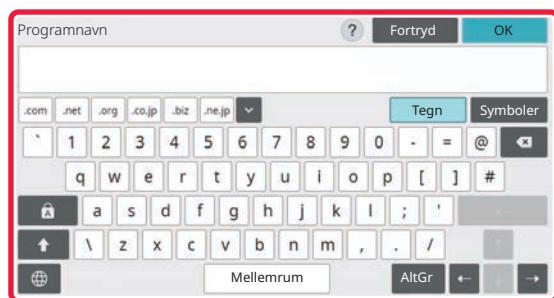 Programnavn ? Fortryd OK
.com .net .org .co.jp .biz .ne.jp Tegn Symboler
` 1 2 3 4 5 6 7 8 9 0 - = @
q w e r t y u i o p [ ] #
A a s d f g h j k l ; '
\ z x c v b n m , . /
Mellemrum AltGr